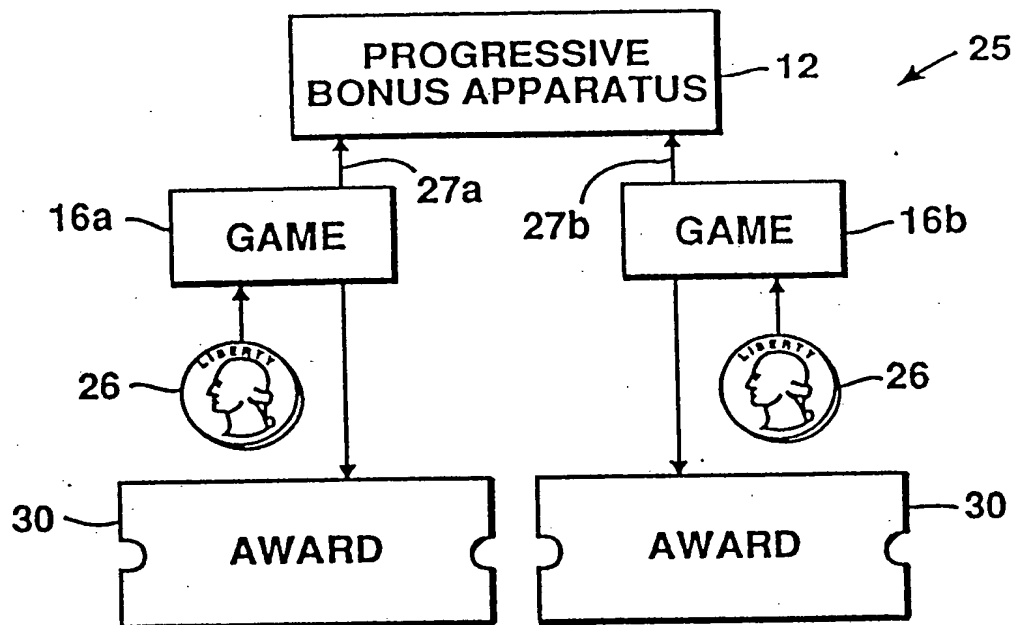 PROGRESSIVE
BONUS APPARATUS
12
25
27a
27b
16a
GAME
GAME
16b
LIBERTY
LIBERTY
26
26
30
AWARD
AWARD
30